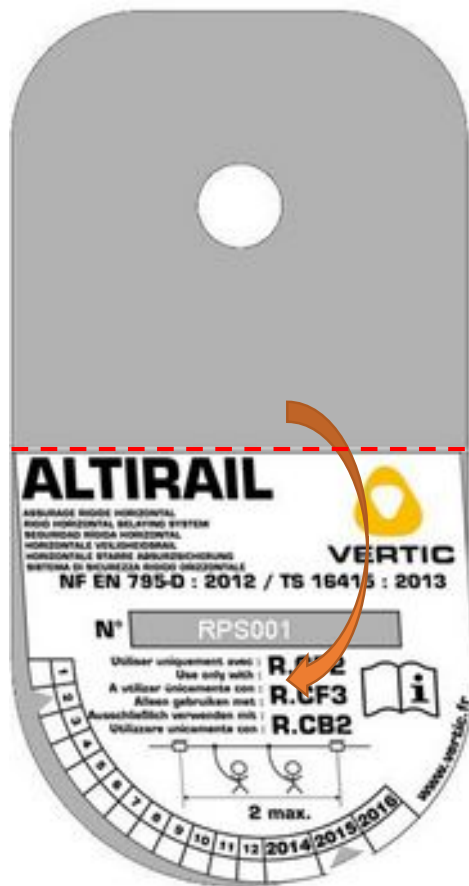 ALTIRAIL
ASSURAGE RIGIDE HORIZONTAL
RIGID HORIZONTAL BELAYING SYSTEM
SEGURIDAD RIGIDA HORIZONTAL
HORIZONTALE VEILIGHEIDSRAIL
HORIZONTALE STARRE ABSURZSICHERUNG
SISTEMA DI SICUREZZA RIGIDO ORIZZONTALE
VERTIC
NF EN 795-D : 2012 / TS 16415 : 2013
N° RPS001
Utiliser uniquement avec :
Use only with :
A utilizar únicamente con : R.CF3
Alleen gebruiken met :
Ausschließlich verwenden mit : R.CB2
Utilizzare unicamente con :
i
www.vertic.fr
2 max.
1 2 3 4 5 6 7 8 9 10 11 12 2014 2015 2016